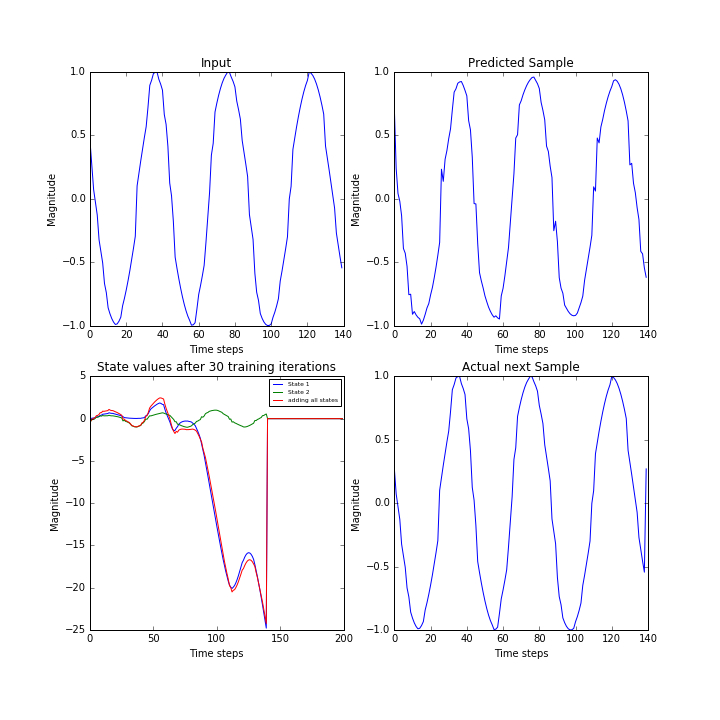 Input
1.0
0.5
0.0
−0.5
−1.0
Magnitude
0 20 40 60 80 100 120 140
Time steps
Predicted Sample
1.0
0.5
0.0
−0.5
−1.0
Magnitude
0 20 40 60 80 100 120 140
Time steps
State values after 30 training iterations
State 1
State 2
adding all states
5
0
−5
−10
−15
−20
−25
Magnitude
0 50 100 150 200
Time steps
Actual next Sample
1.0
0.5
0.0
−0.5
−1.0
Magnitude
0 20 40 60 80 100 120 140
Time steps